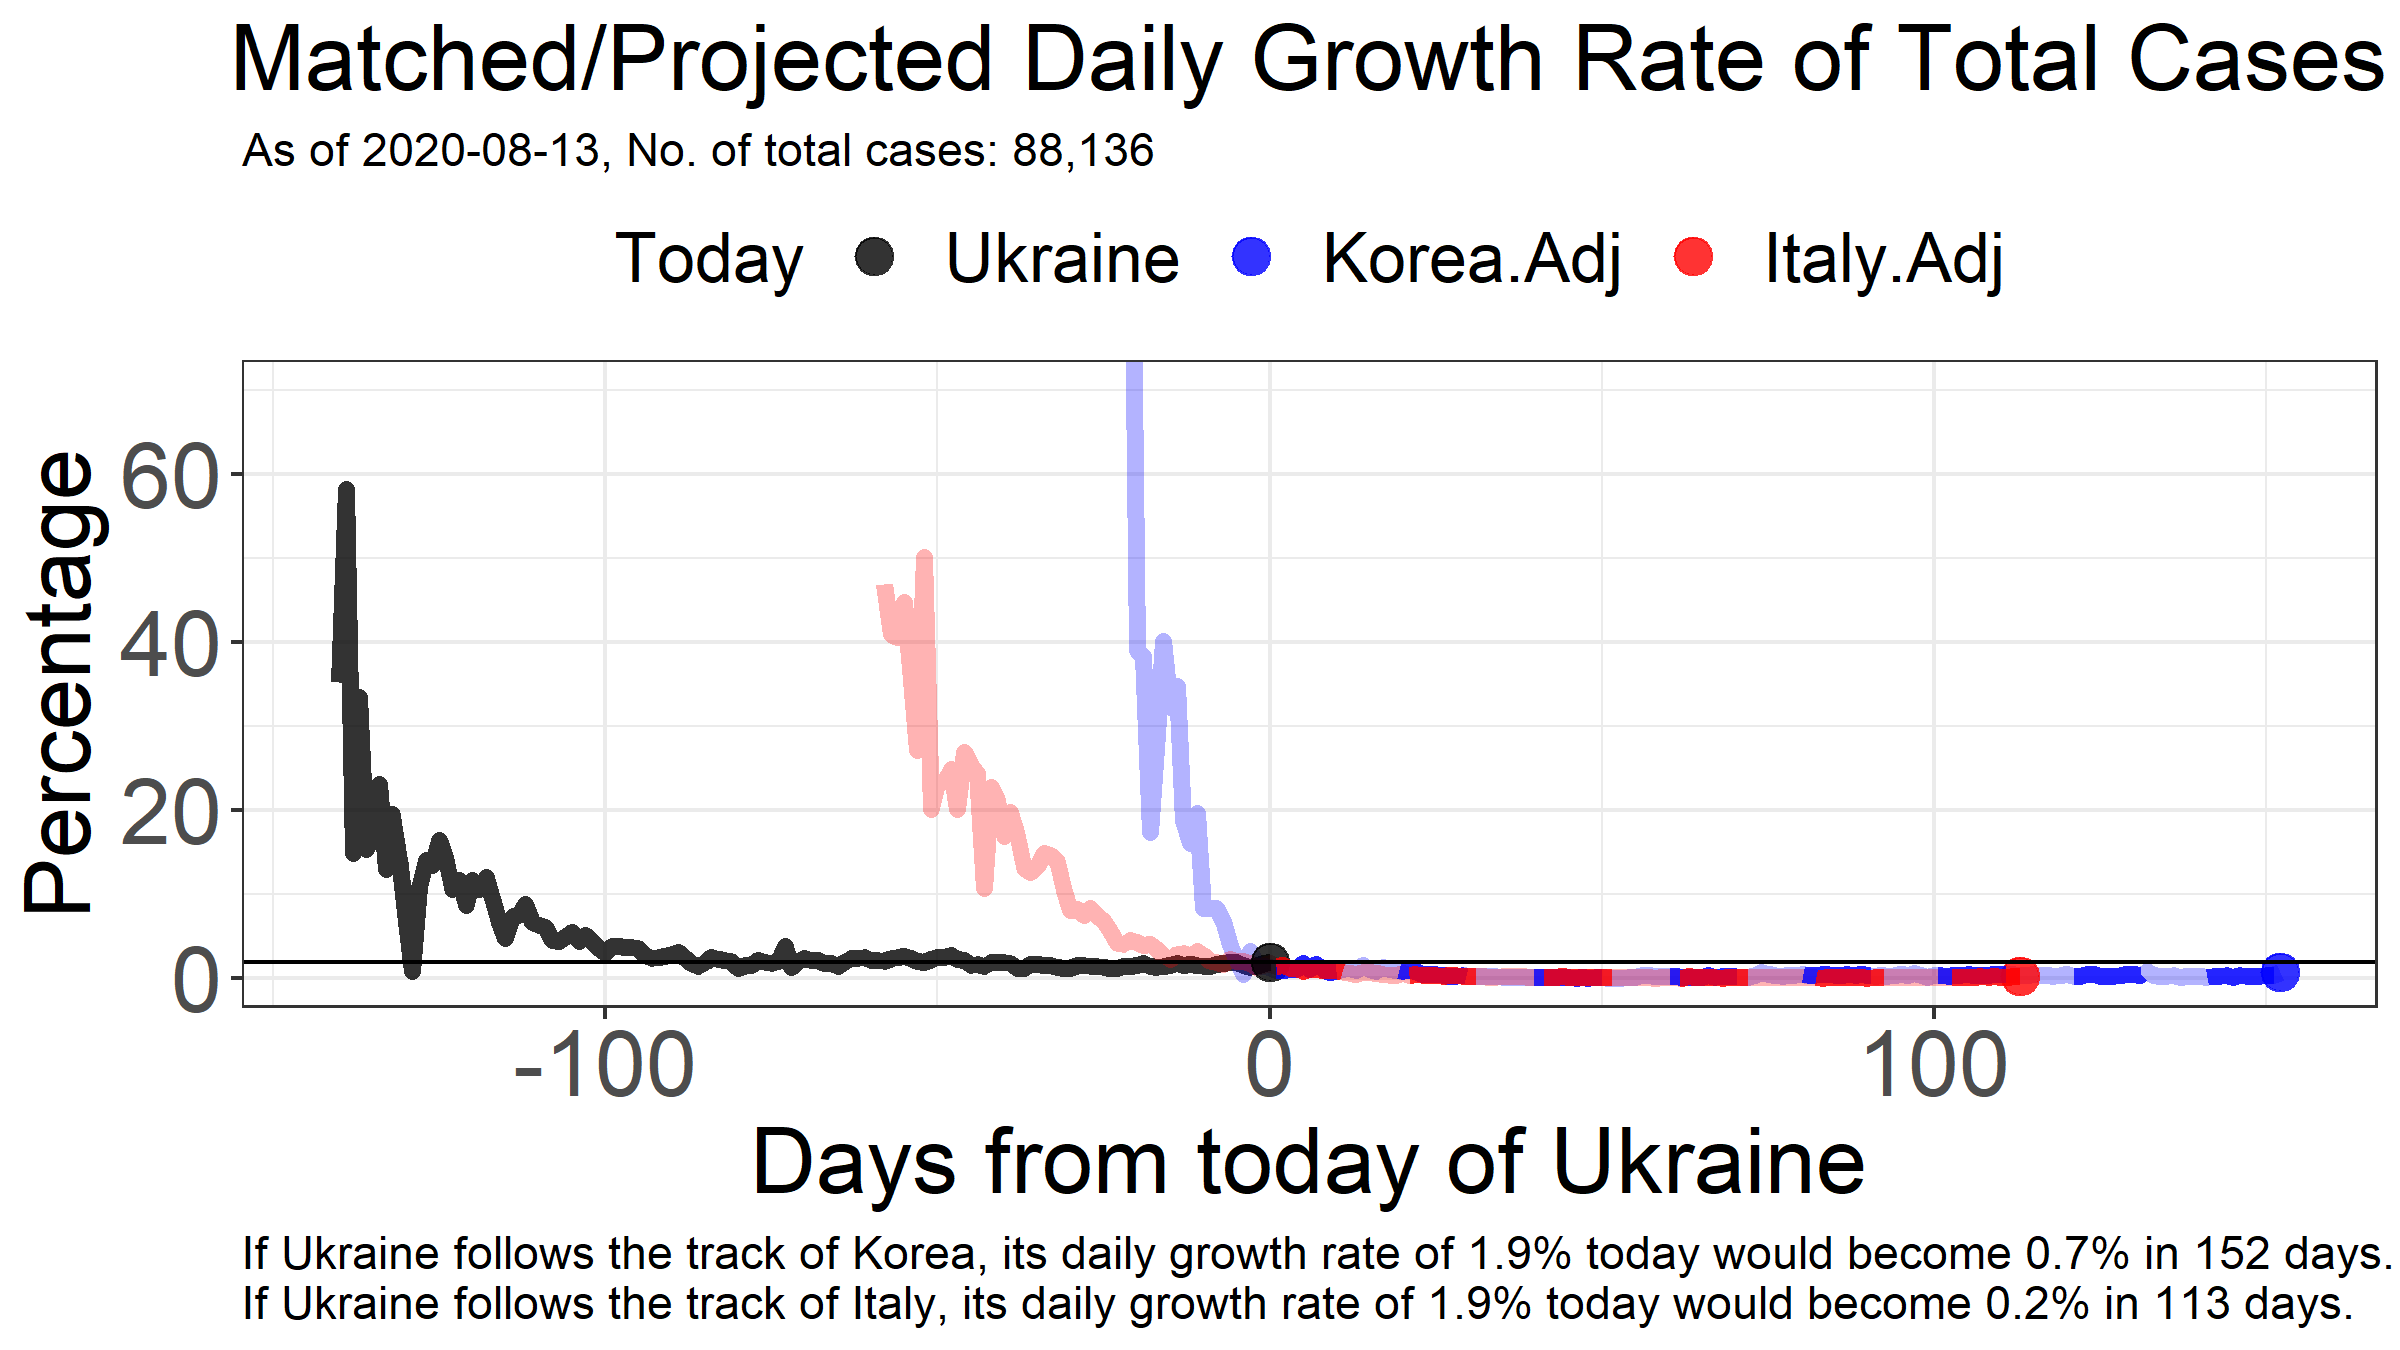 Matched/Projected Daily Growth Rate of Total Cases
As of 2020-08-13, No. of total cases: 88,136
Today Ukraine Korea.Adj Italy.Adj
Percentage
60
40
20
0
-100 0 100
Days from today of Ukraine
If Ukraine follows the track of Korea, its daily growth rate of 1.9% today would become 0.7% in 152 days.
If Ukraine follows the track of Italy, its daily growth rate of 1.9% today would become 0.2% in 113 days.